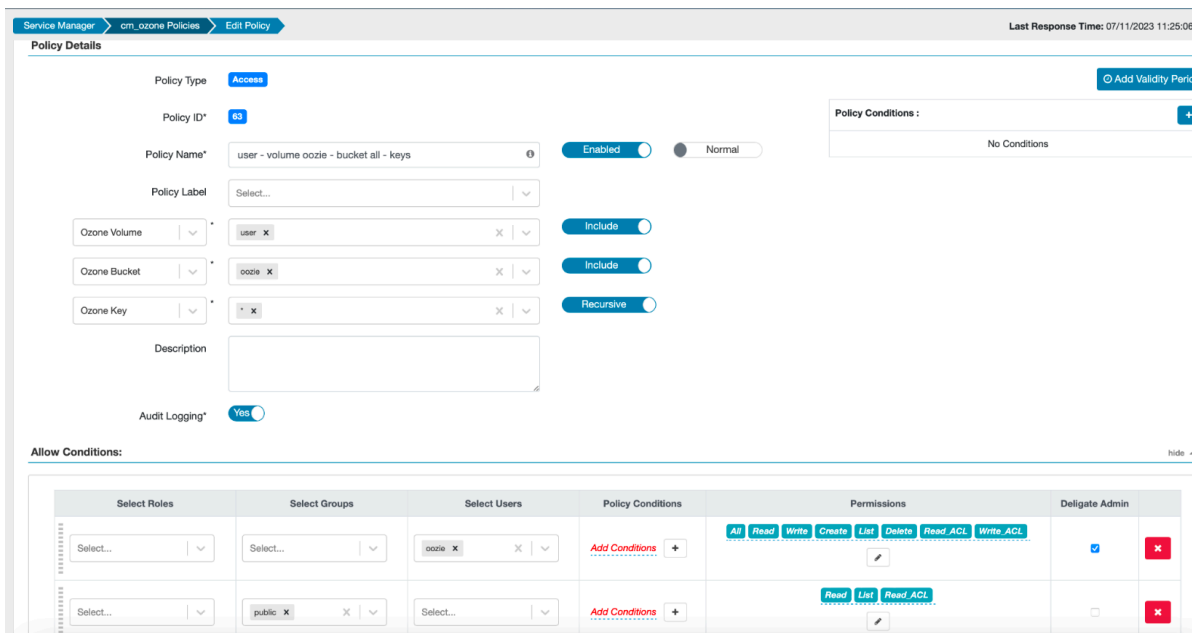 Service Manager cm_ozone Policies Edit Policy Last Response Time: 07/11/2023 11:25:06
Policy Details
Policy Type Access
Add Validity Perio
Policy ID* 63
Policy Conditions : +
No Conditions
Policy Name* user - volume oozie - bucket all - keys Enabled Normal
Policy Label Select...
Ozone Volume * user x Include
Ozone Bucket * oozie x Include
Ozone Key * * x Recursive
Description
Audit Logging* Yes
Allow Conditions: hide
Select Roles Select Groups Select Users Policy Conditions Permissions Deligate Admin
All Read Write Create List Delete Read_ACL Write_ACL
Select... Select... oozie x Add Conditions +
Read List Read_ACL
Select... public x Select... Add Conditions +